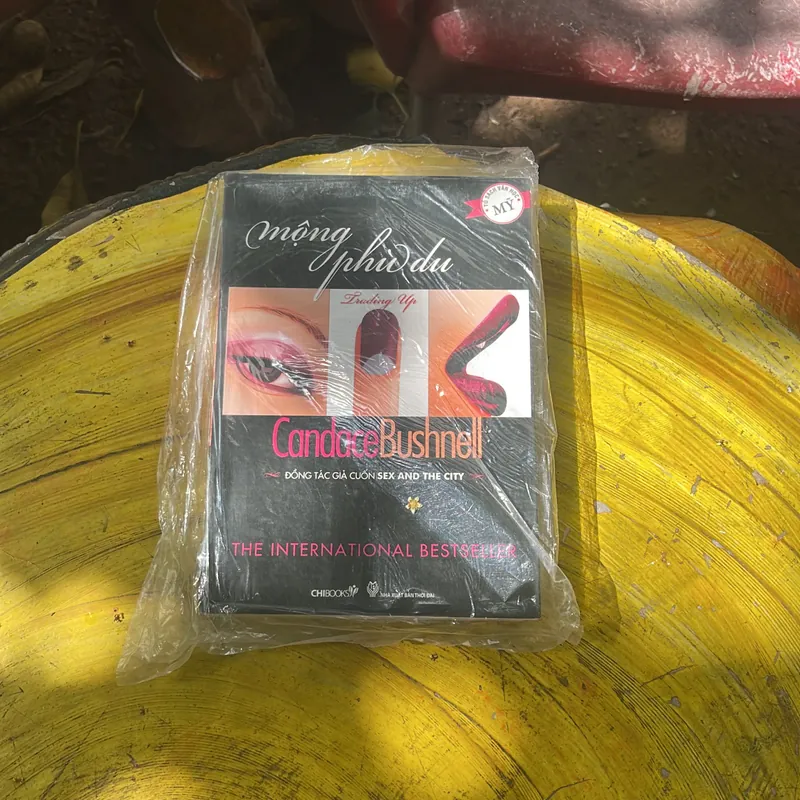 TỦ SÁCH VĂN HỌC
MỸ
mộng
phù du
Trading Up
CandaceBushnell
ĐỒNG TÁC GIẢ CUỐN SEX AND THE CITY
THE INTERNATIONAL BESTSELLER
CHIBOOKS
NHÀ XUẤT BẢN THỜI ĐẠI